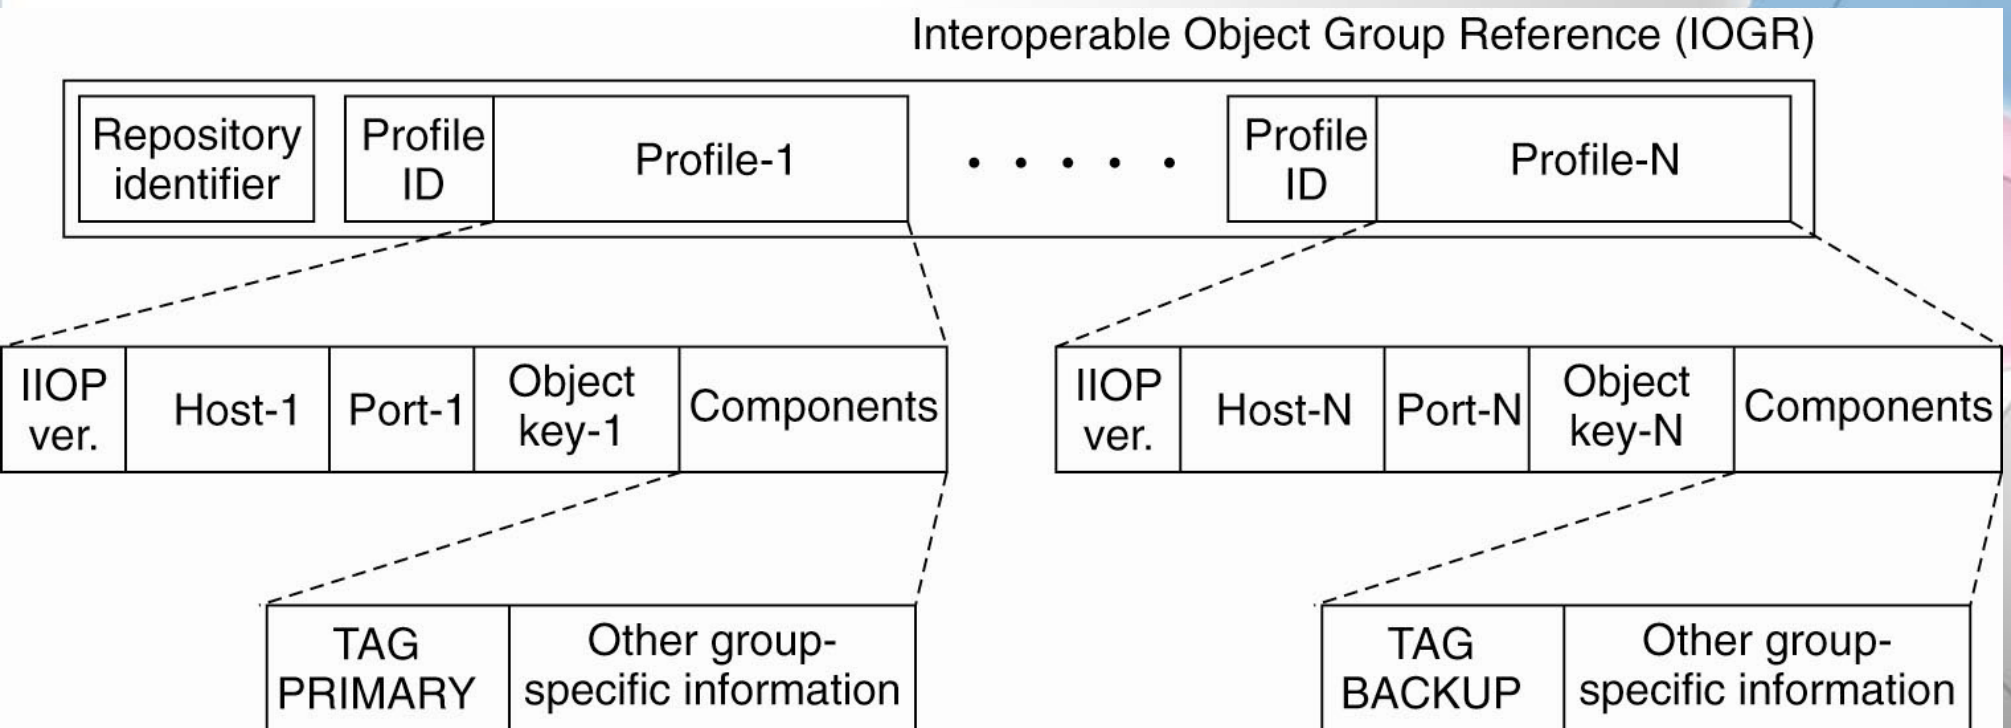 Interoperable Object Group Reference (IOGR)
Repository
identifier
Profile
ID
Profile-1
. . . . .
Profile
ID
Profile-N
IIOP
ver.
Host-1
Port-1
Object
key-1
Components
IIOP
ver.
Host-N
Port-N
Object
key-N
Components
TAG
PRIMARY
Other group-
specific information
TAG
BACKUP
Other group-
specific information